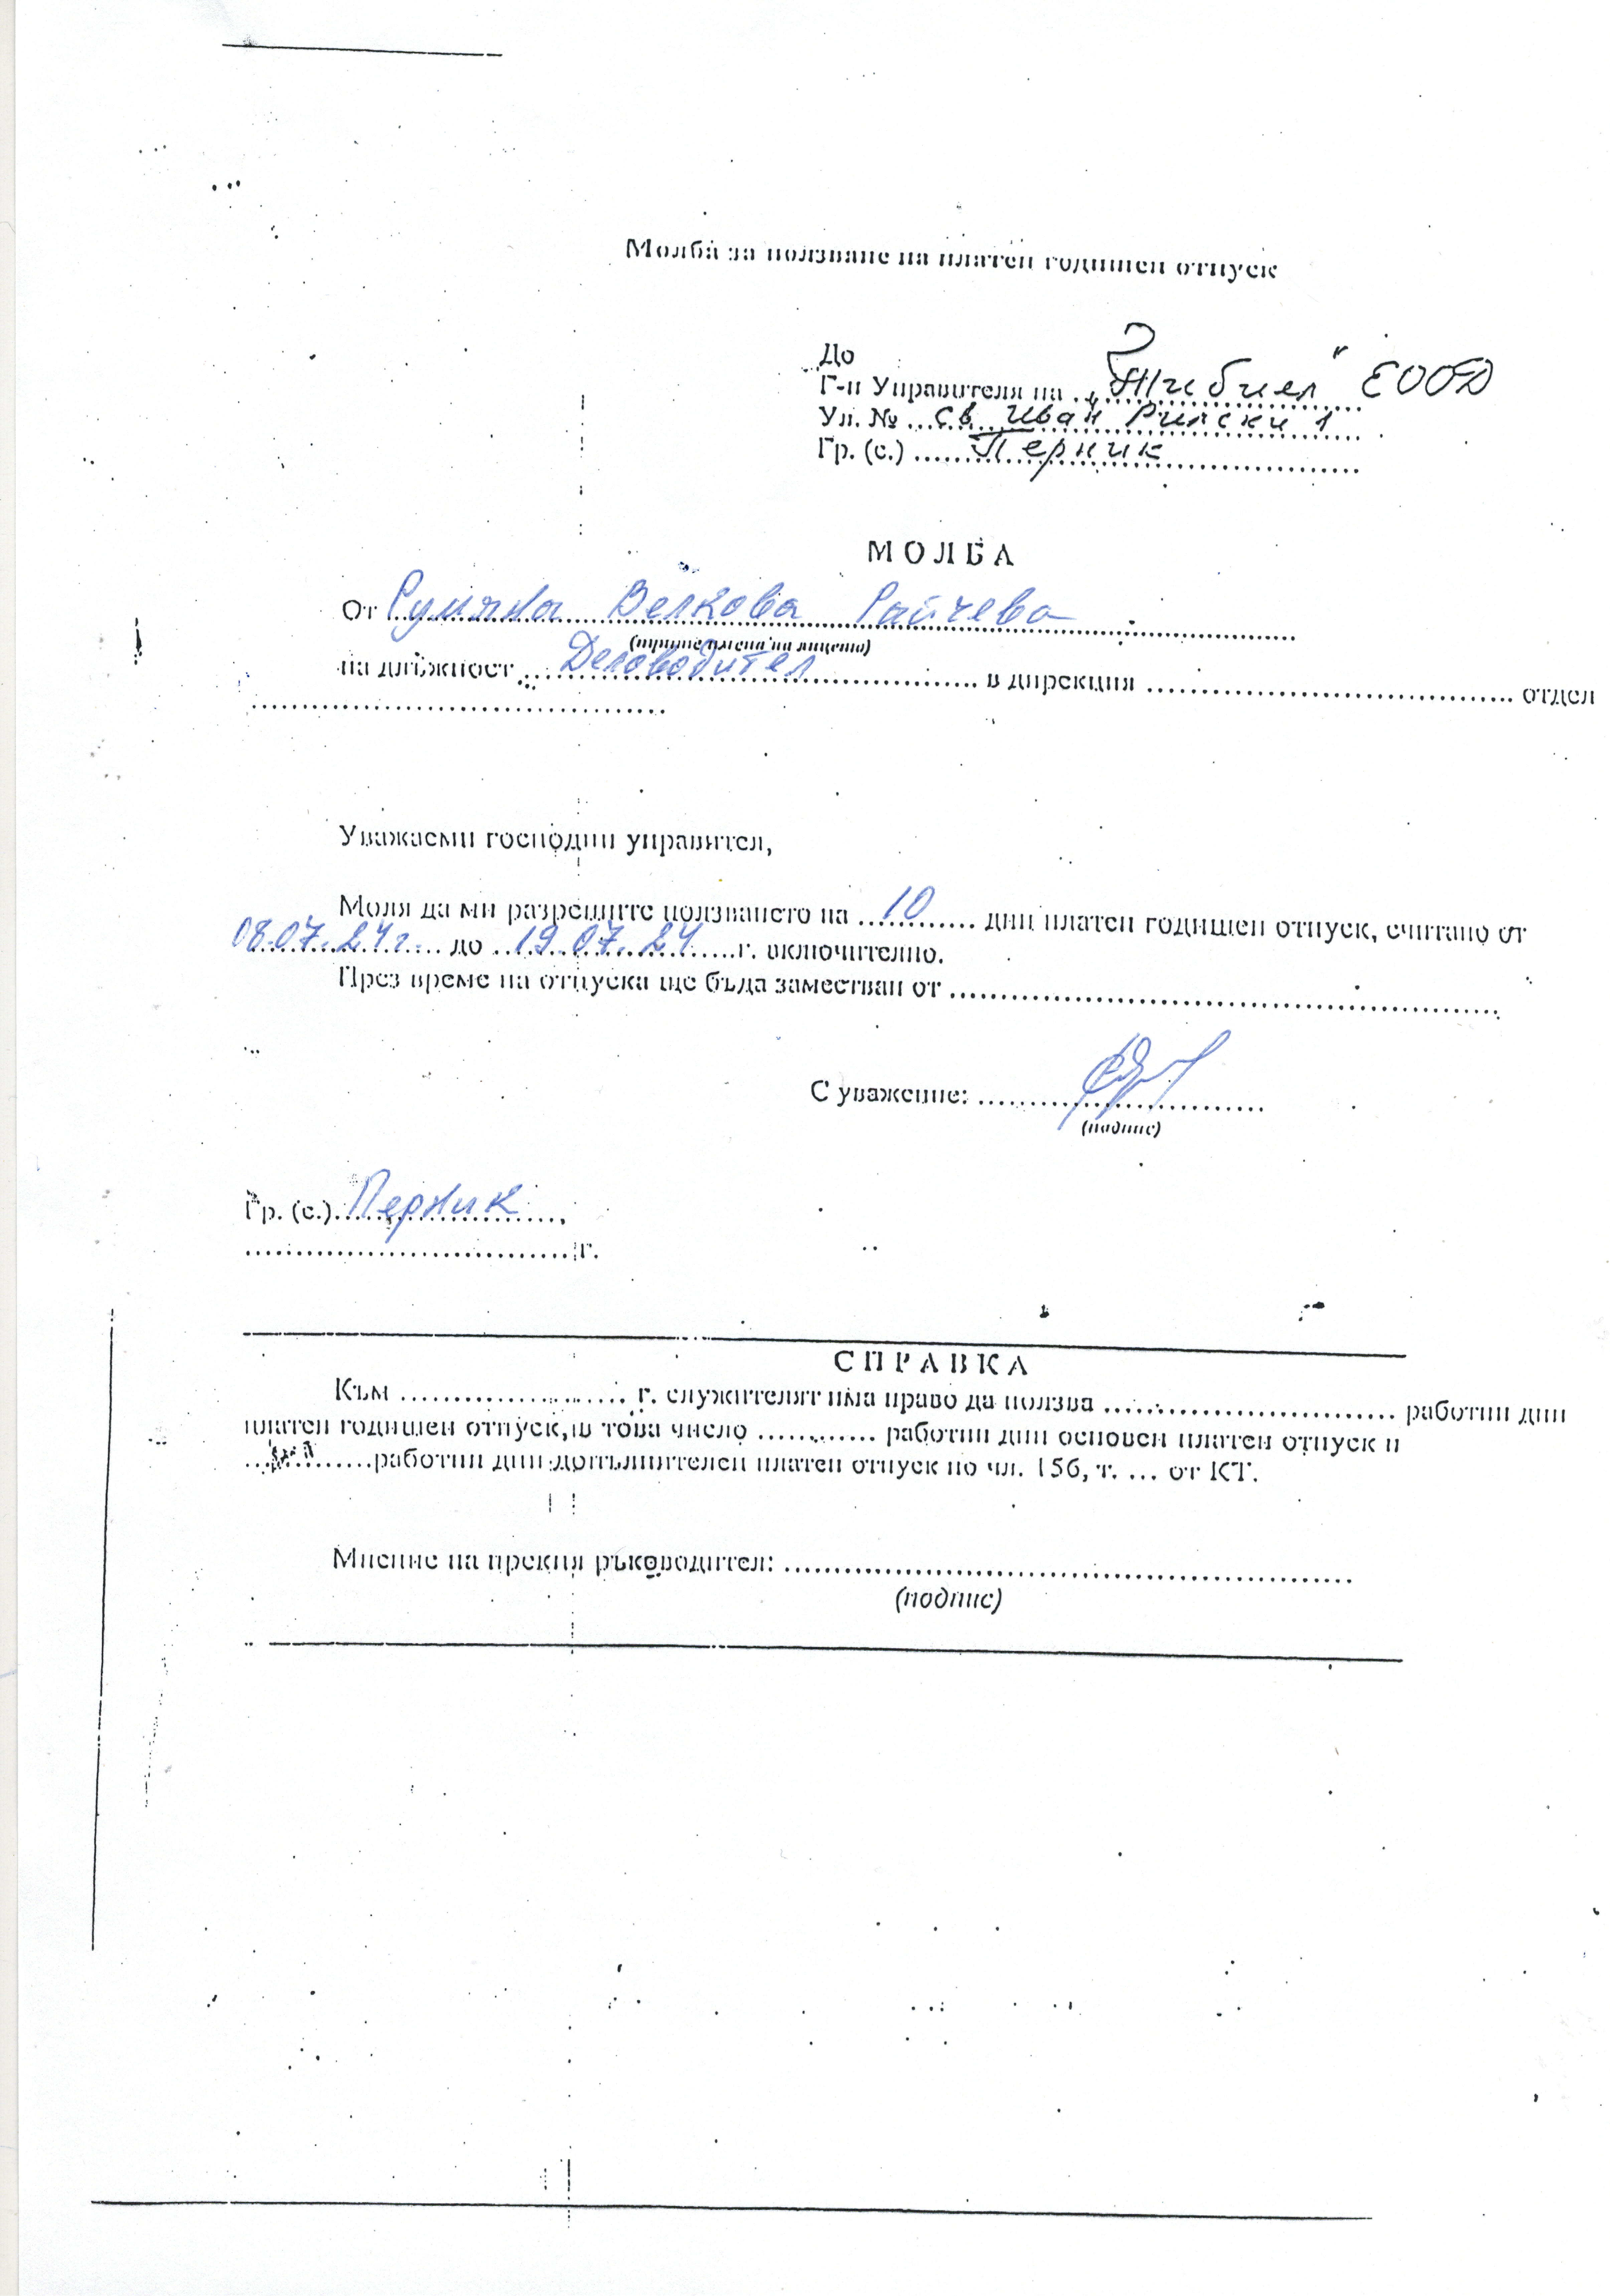 Молба за ползване на платен годишен отпуск
До
Г-н Управителя на „ ” ЕООД
Ул. № Св. Иван Рилски 1
Гр. (с.) Перник
МОЛБА
От Румяна Велкова Райчева
(трите имена на лицето)
на длъжност Деловодител в дирекция ........ отдел
........
Уважаеми господин управител,
Моля да ми разрешите ползването на 10 дни платен годишен отпуск, считано от
08.07.24г. до 19.07.24 г. включително.
През време на отпуска ще бъда заместван от ........
С уважение: ........
(подпис)
Гр. (с.) Перник,
........ г.
СПРАВКА
Към ........ г. служителят има право да ползва ........ работни дни
платен годишен отпуск, в това число ........ работни дни основен платен отпуск и
........ работни дни допълнителен платен отпуск по чл. 156, т. ... от КТ.
Мнение на прекия ръководител: ........
(подпис)